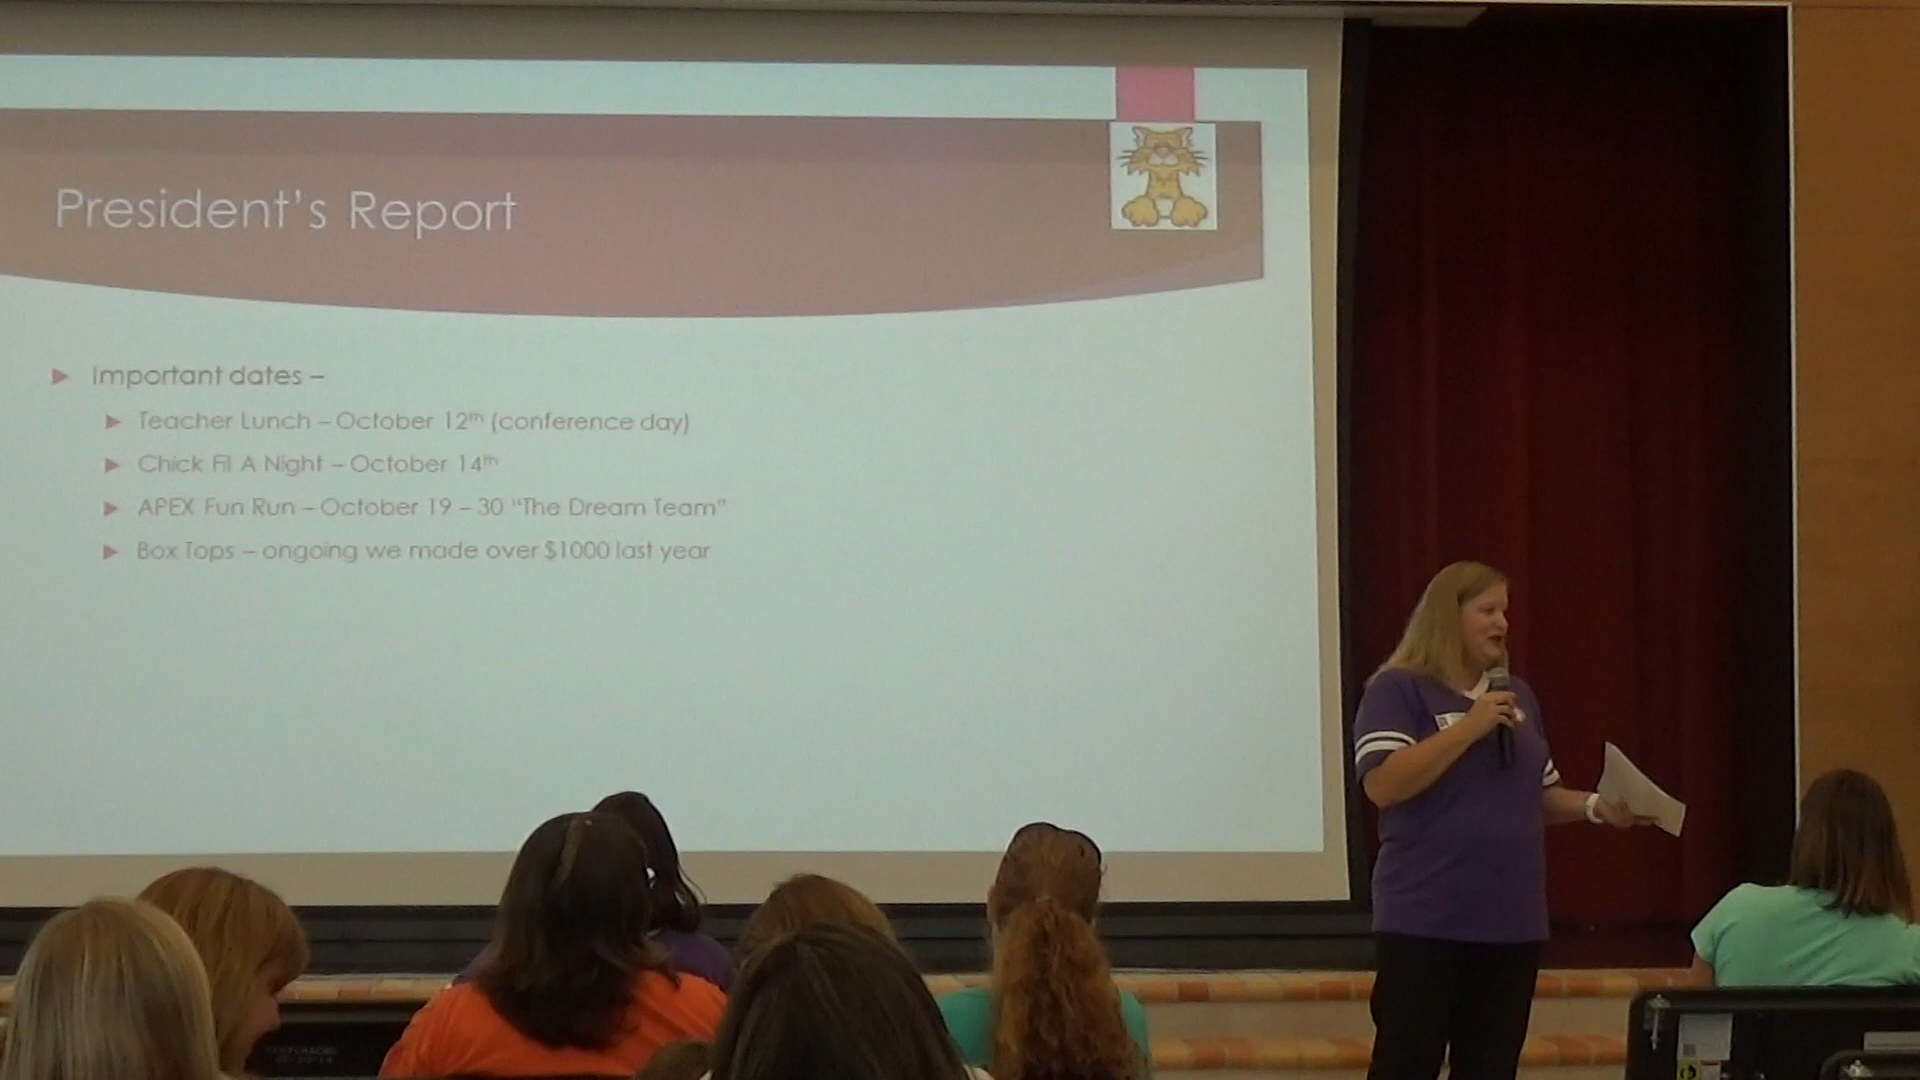 President's Report
Important dates –
Teacher Lunch – October 12th (conference day)
Chick Fil A Night – October 14th
APEX Fun Run – October 19 – 30 "The Dream Team"
Box Tops – ongoing we made over $1000 last year